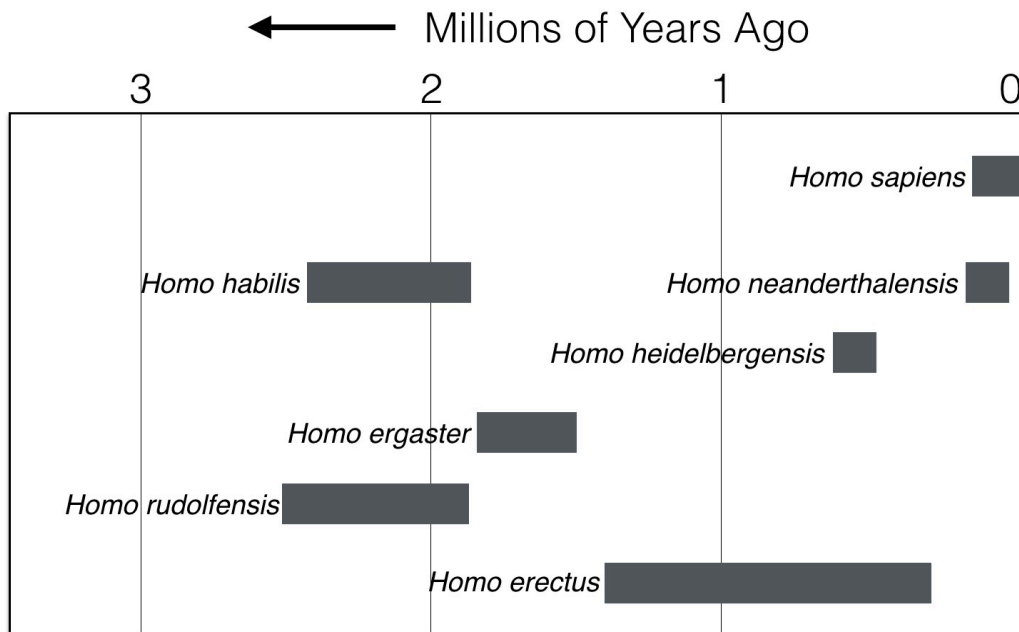 Millions of Years Ago
3 2 1 0
Homo sapiens
Homo habilis Homo neanderthalensis
Homo heidelbergensis
Homo ergaster
Homo rudolfensis
Homo erectus